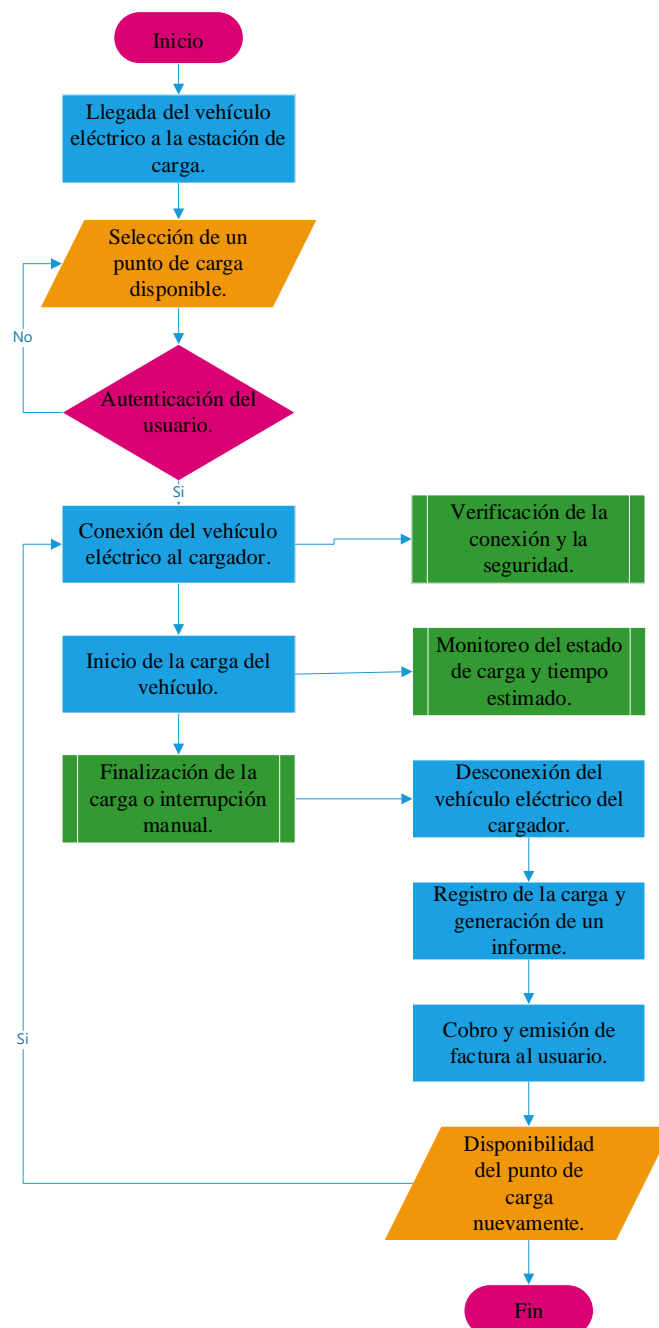 Inicio
Llegada del vehículo
eléctrico a la estación de
carga.
Selección de un
punto de carga
disponible.
No
Autenticación del
usuario.
Si
Conexión del vehículo
eléctrico al cargador.
Verificación de la
conexión y la
seguridad.
Inicio de la carga del
vehículo.
Monitoreo del estado
de carga y tiempo
estimado.
Finalización de la
carga o interrupción
manual.
Desconexión del
vehículo eléctrico del
cargador.
Registro de la carga y
generación de un
informe.
Si
Cobro y emisión de
factura al usuario.
Disponibilidad
del punto de
carga
nuevamente.
Fin